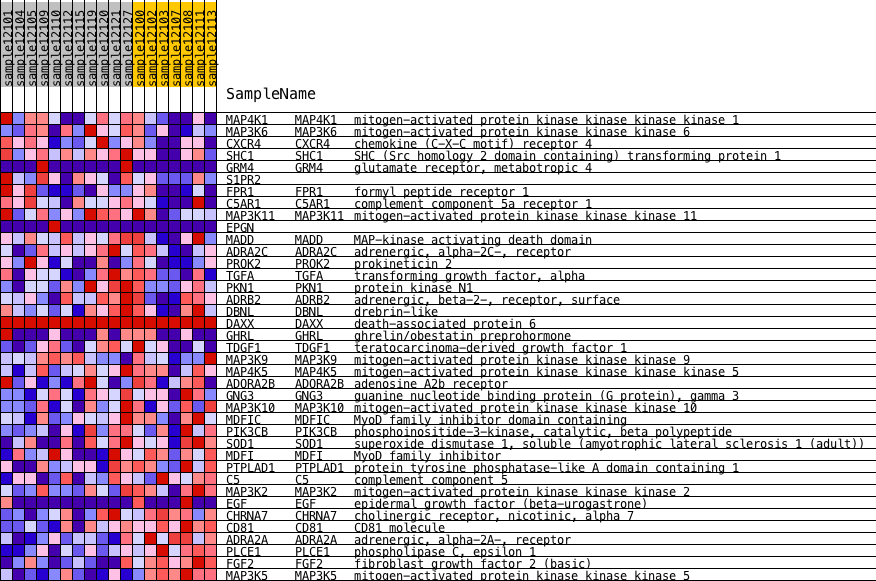 sample12101
sample12104
sample12105
sample12109
sample12110
sample12112
sample12115
sample12119
sample12120
sample12121
sample12127
sample12100
sample12102
sample12103
sample12107
sample12108
sample12111
sample12113
SampleName
MAP4K1 MAP4K1 mitogen-activated protein kinase kinase kinase kinase 1
MAP3K6 MAP3K6 mitogen-activated protein kinase kinase kinase 6
CXCR4 CXCR4 chemokine (C-X-C motif) receptor 4
SHC1 SHC1 SHC (Src homology 2 domain containing) transforming protein 1
GRM4 GRM4 glutamate receptor, metabotropic 4
S1PR2
FPR1 FPR1 formyl peptide receptor 1
C5AR1 C5AR1 complement component 5a receptor 1
MAP3K11 MAP3K11 mitogen-activated protein kinase kinase kinase 11
EPGN
MADD MADD MAP-kinase activating death domain
ADRA2C ADRA2C adrenergic, alpha-2C-, receptor
PROK2 PROK2 prokineticin 2
TGFA TGFA transforming growth factor, alpha
PKN1 PKN1 protein kinase N1
ADRB2 ADRB2 adrenergic, beta-2-, receptor, surface
DBNL DBNL drebrin-like
DAXX DAXX death-associated protein 6
GHRL GHRL ghrelin/obestatin preprohormone
TDGF1 TDGF1 teratocarcinoma-derived growth factor 1
MAP3K9 MAP3K9 mitogen-activated protein kinase kinase kinase 9
MAP4K5 MAP4K5 mitogen-activated protein kinase kinase kinase kinase 5
ADORA2B ADORA2B adenosine A2b receptor
GNG3 GNG3 guanine nucleotide binding protein (G protein), gamma 3
MAP3K10 MAP3K10 mitogen-activated protein kinase kinase kinase 10
MDFIC MDFIC MyoD family inhibitor domain containing
PIK3CB PIK3CB phosphoinositide-3-kinase, catalytic, beta polypeptide
SOD1 SOD1 superoxide dismutase 1, soluble (amyotrophic lateral sclerosis 1 (adult))
MDFI MDFI MyoD family inhibitor
PTPLAD1 PTPLAD1 protein tyrosine phosphatase-like A domain containing 1
C5 C5 complement component 5
MAP3K2 MAP3K2 mitogen-activated protein kinase kinase kinase 2
EGF EGF epidermal growth factor (beta-urogastrone)
CHRNA7 CHRNA7 cholinergic receptor, nicotinic, alpha 7
CD81 CD81 CD81 molecule
ADRA2A ADRA2A adrenergic, alpha-2A-, receptor
PLCE1 PLCE1 phospholipase C, epsilon 1
FGF2 FGF2 fibroblast growth factor 2 (basic)
MAP3K5 MAP3K5 mitogen-activated protein kinase kinase kinase 5